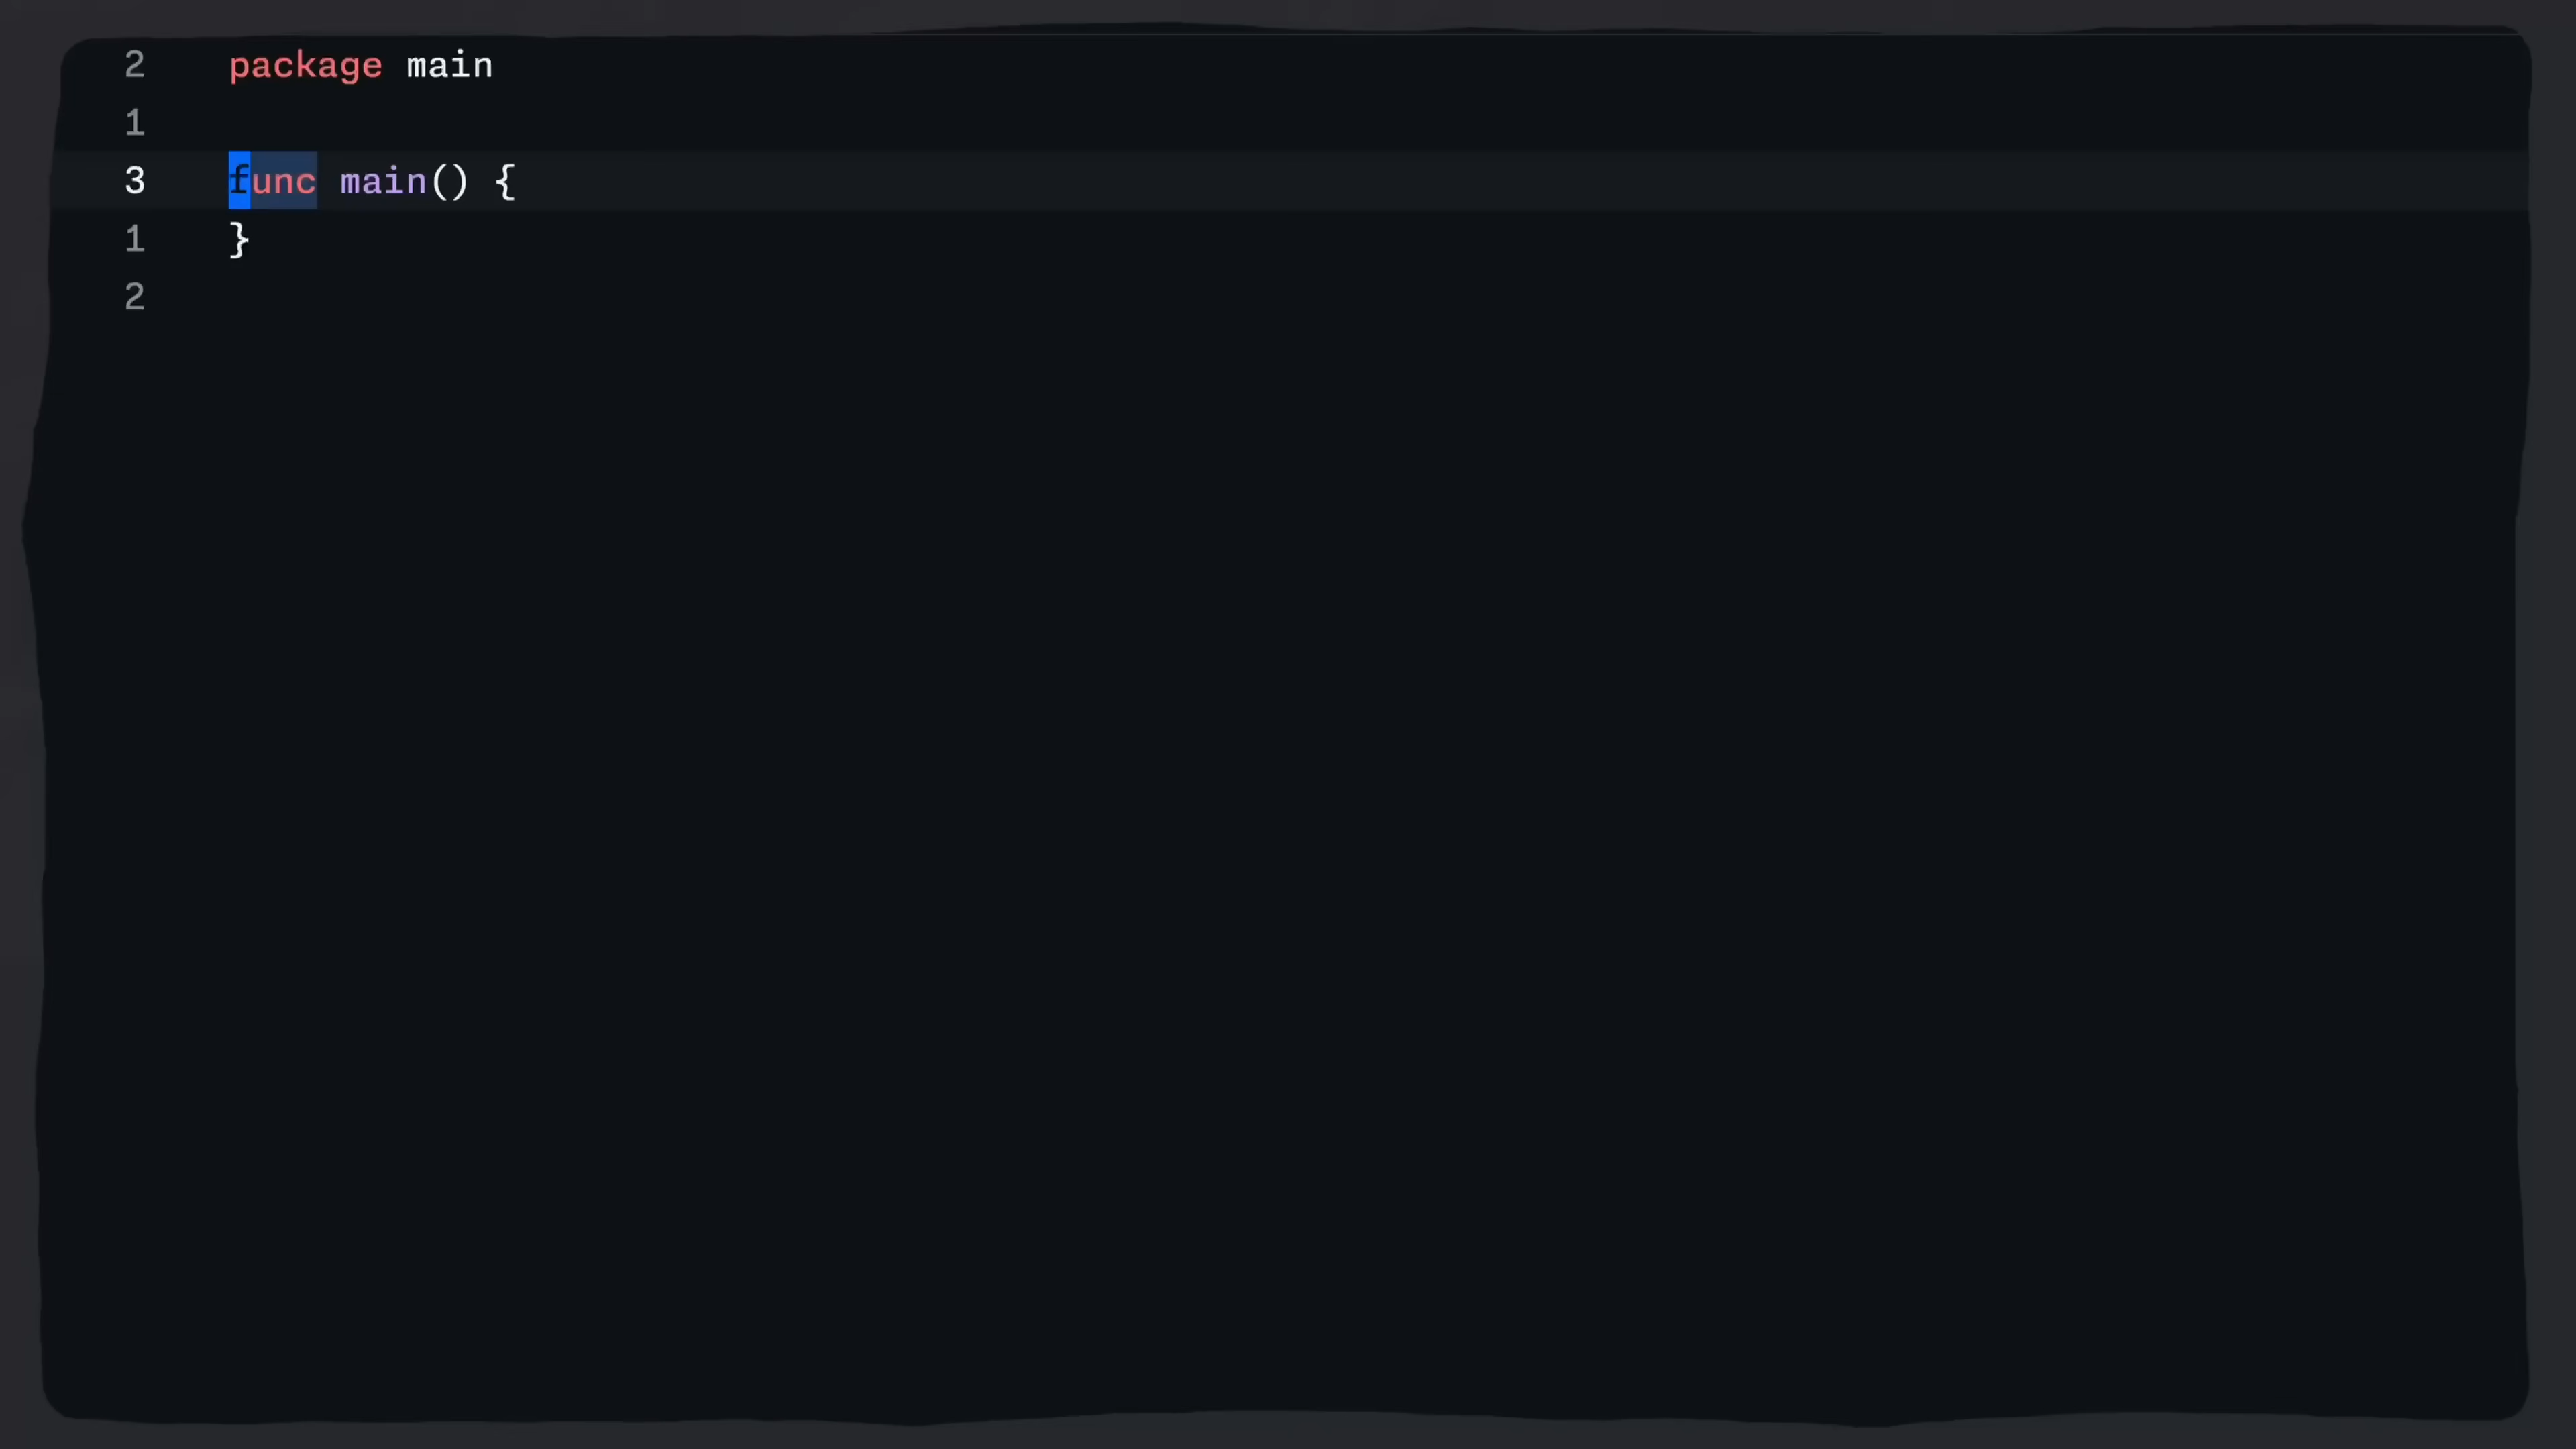 2 package main
1
3 func main() {
1 }
2